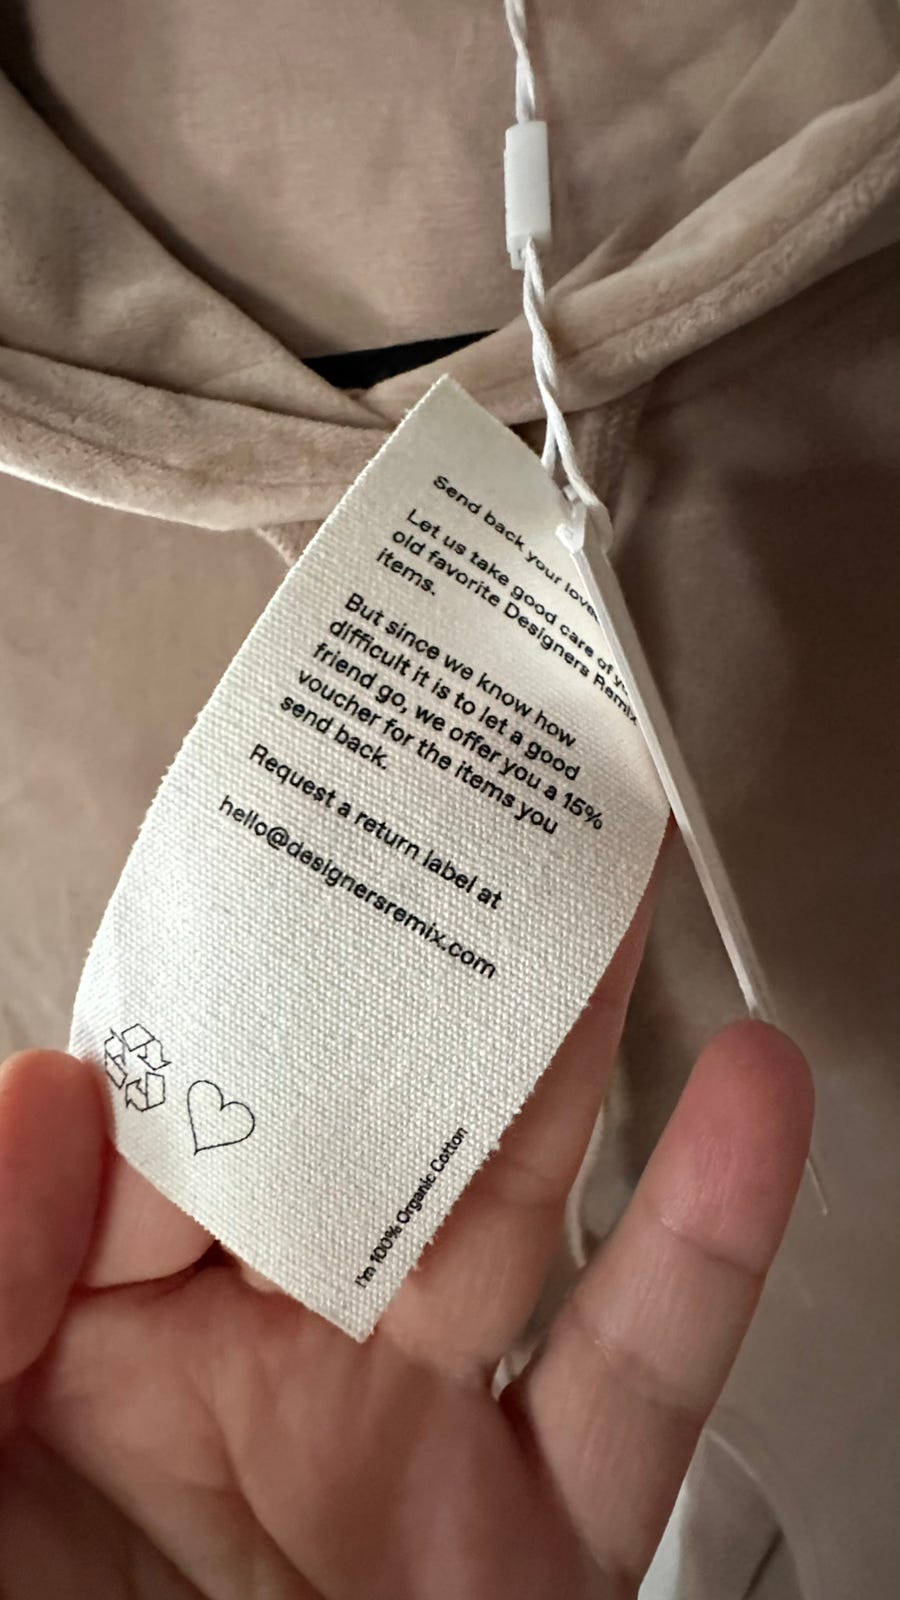 Send back your loved
Let us take good care of your
old favorite Designers Remix
items.
But since we know how
difficult it is to let a good
friend go, we offer you a 15%
voucher for the items you
send back.
Request a return label at
hello@designersremix.com
I'm 100% Organic Cotton